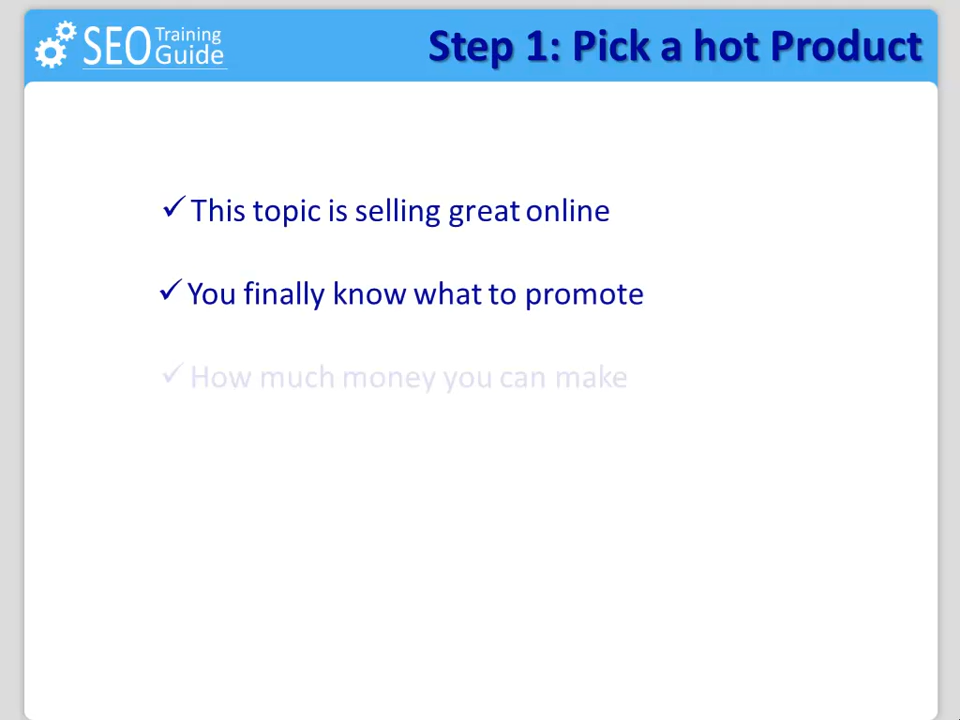 SEO Training Guide
Step 1: Pick a hot Product
✓ This topic is selling great online
✓ You finally know what to promote
✓ How much money you can make